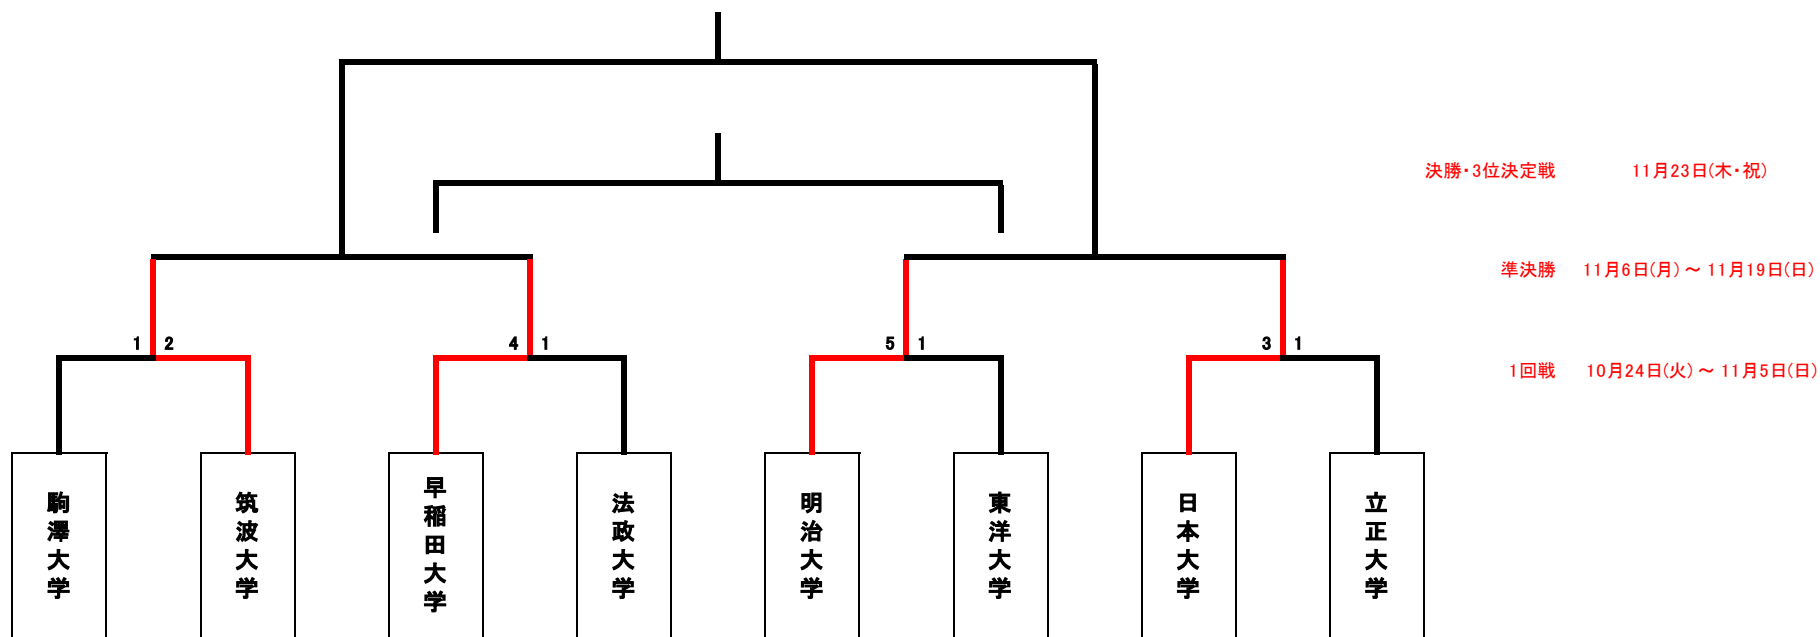 決勝・3位決定戦 11月23日(木・祝)
準決勝 11月6日(月)～11月19日(日)
1 2 4 1 5 1 3 1
1回戦 10月24日(火)～11月5日(日)
駒澤大学
筑波大学
早稲田大学
法政大学
明治大学
東洋大学
日本大学
立正大学